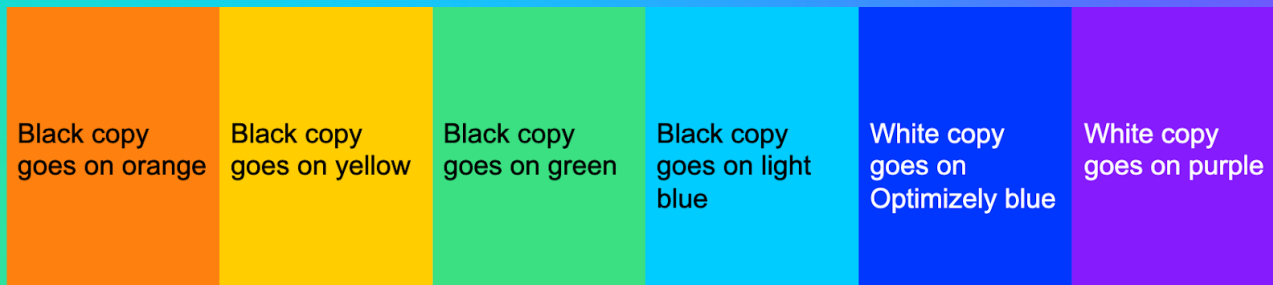 Black copy
goes on orange
Black copy
goes on yellow
Black copy
goes on green
Black copy
goes on light
blue
White copy
goes on
Optimizely blue
White copy
goes on purple